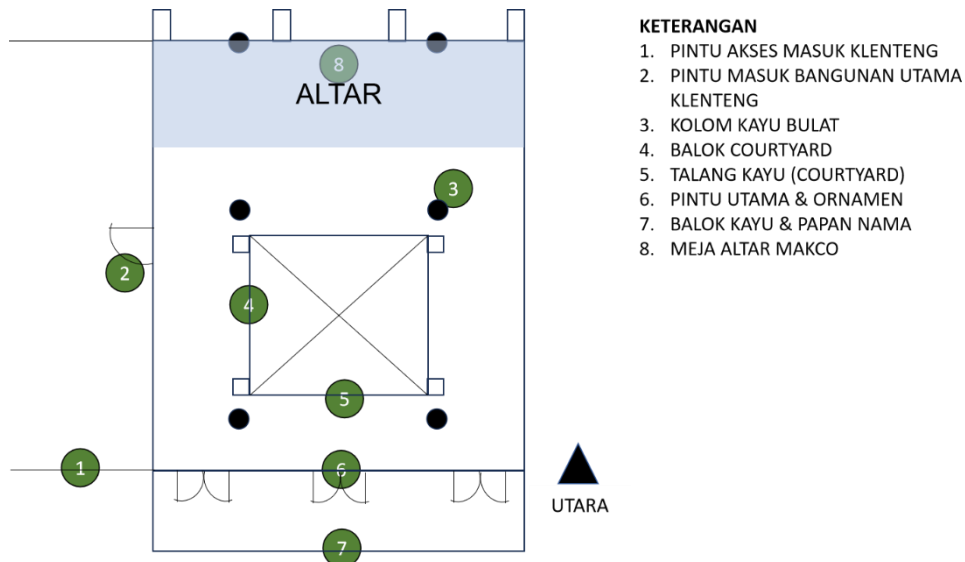 8
ALTAR
3
2
4
5
1
6
7
UTARA
KETERANGAN
1. PINTU AKSES MASUK KLENTENG
2. PINTU MASUK BANGUNAN UTAMA
KLENTENG
3. KOLOM KAYU BULAT
4. BALOK COURTYARD
5. TALANG KAYU (COURTYARD)
6. PINTU UTAMA & ORNAMEN
7. BALOK KAYU & PAPAN NAMA
8. MEJA ALTAR MAKCO